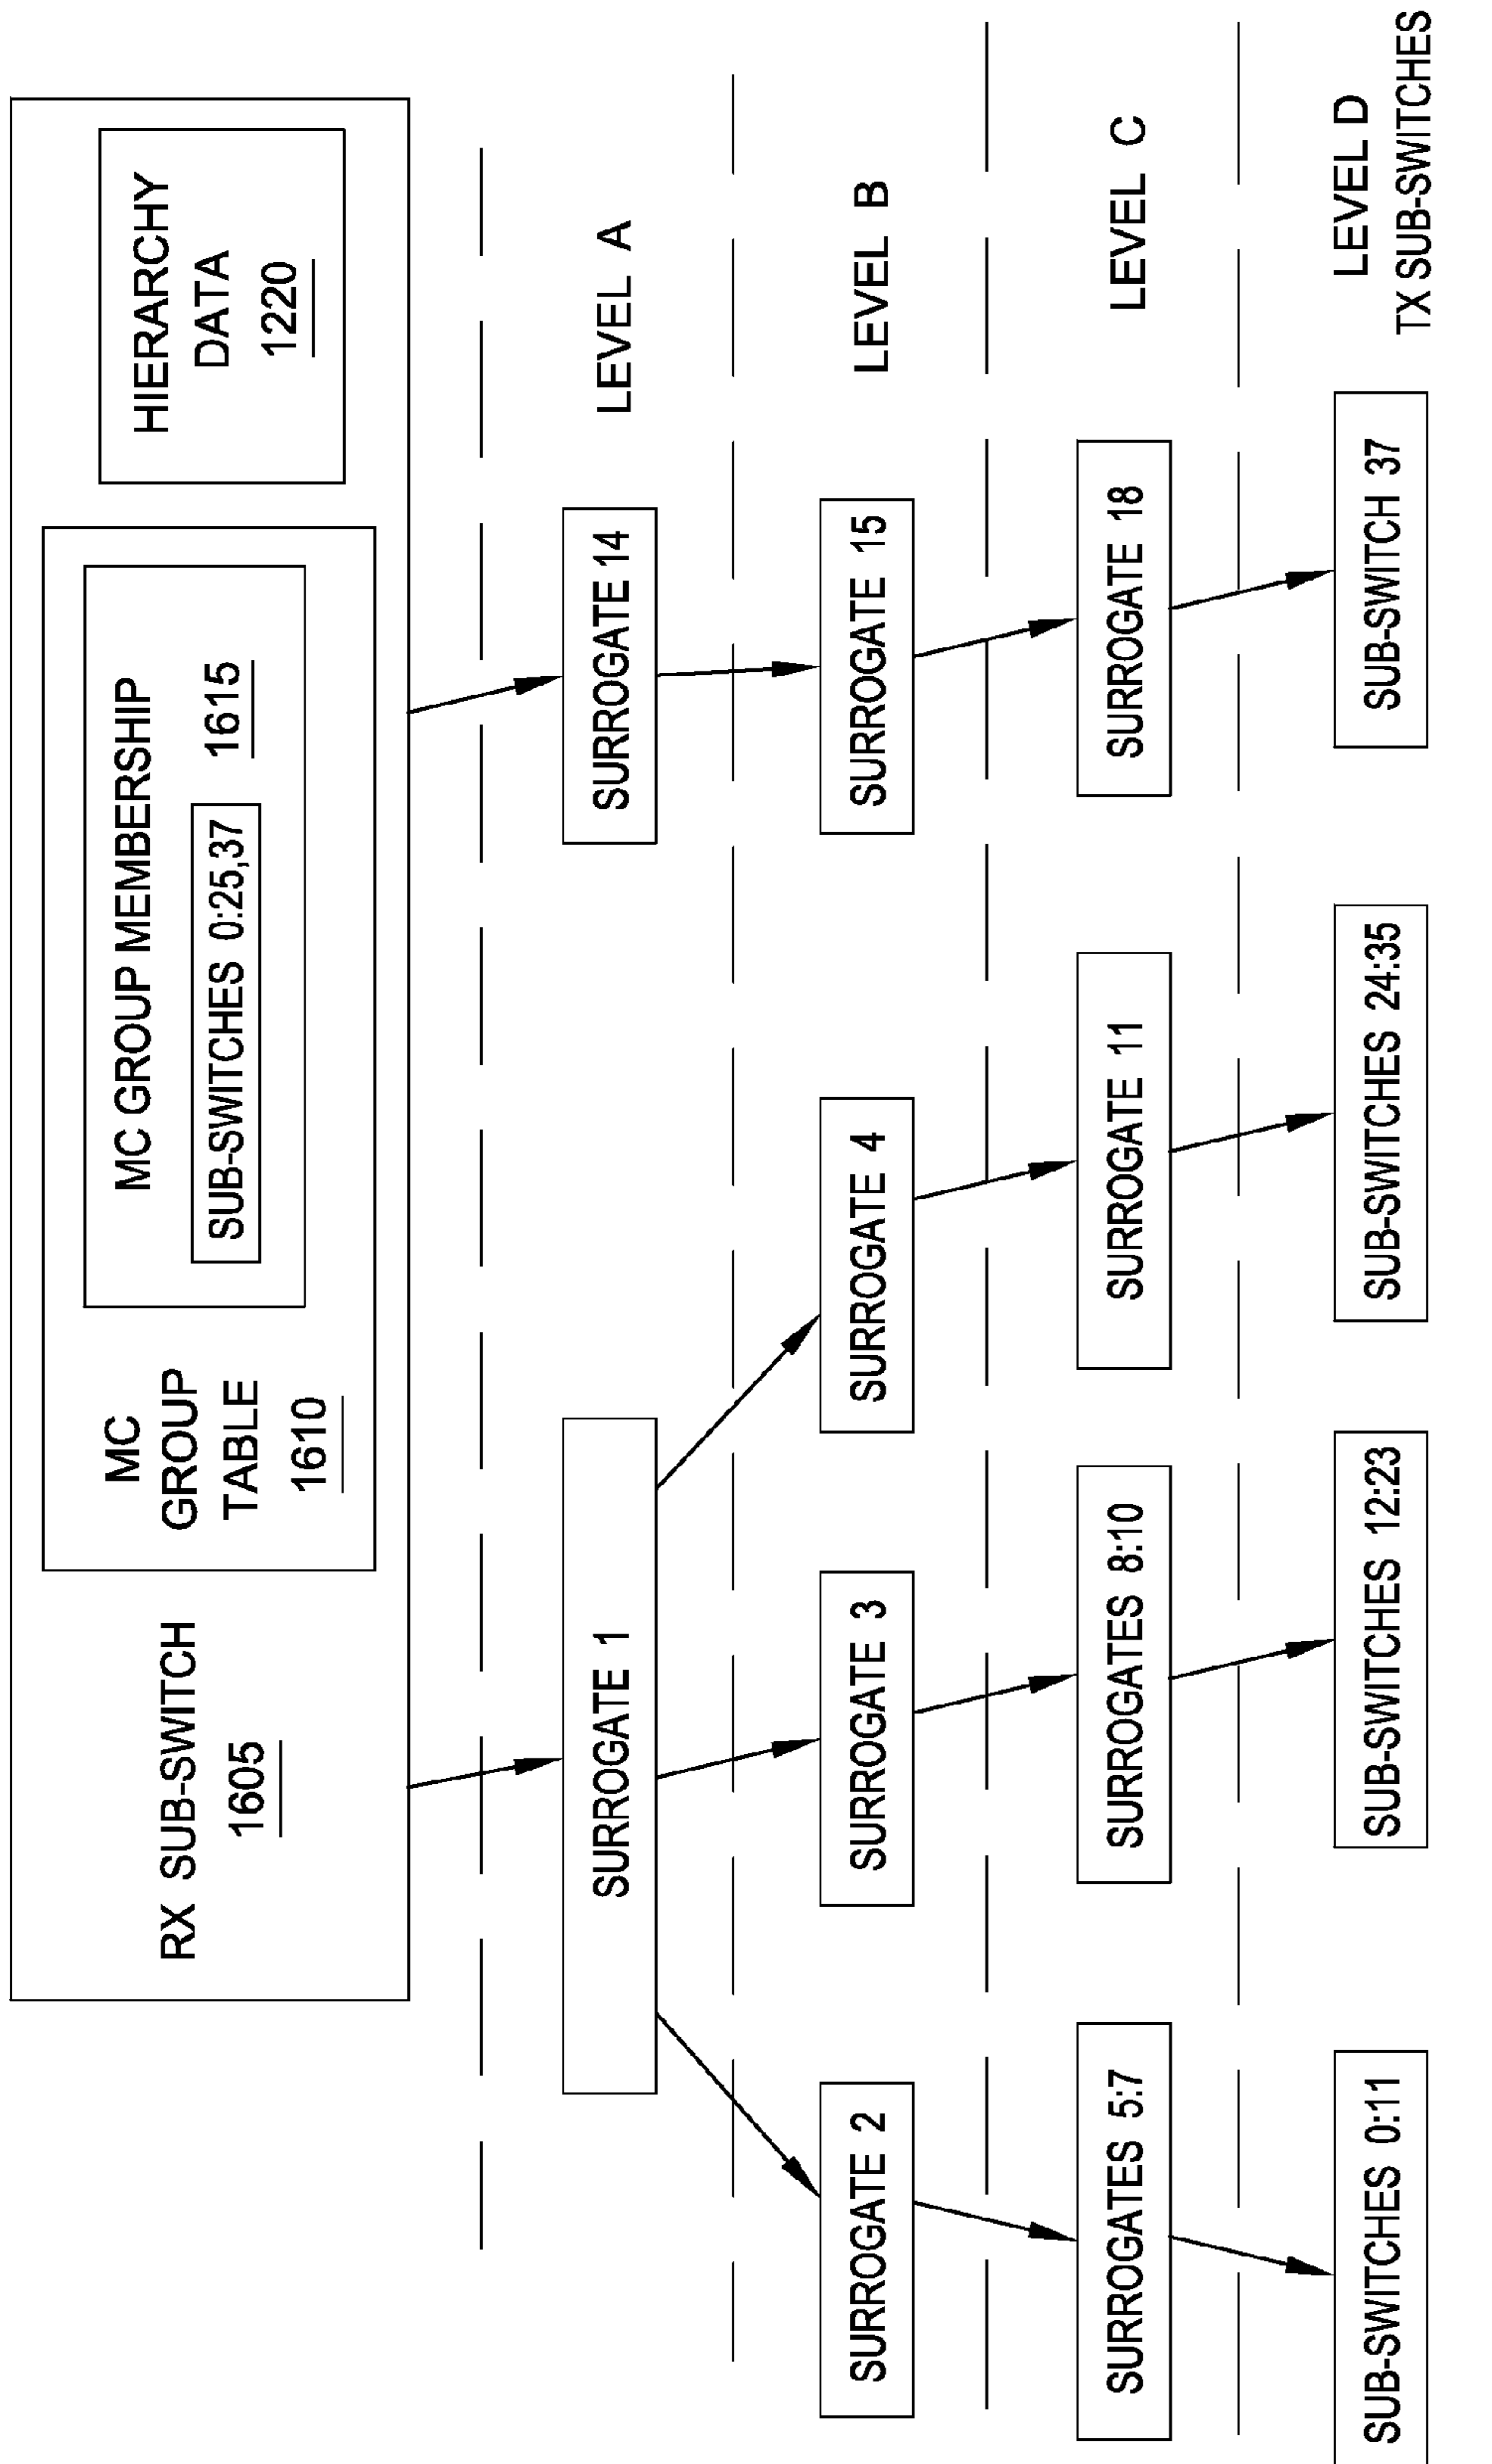 RX SUB-SWITCH
1605
MC
GROUP
TABLE
1610
MC GROUP MEMBERSHIP
SUB-SWITCHES 0:25,37
1615
HIERARCHY
DATA
1220
SURROGATE 1
SURROGATE 14
LEVEL A
SURROGATE 2
SURROGATE 3
SURROGATE 4
SURROGATE 15
LEVEL B
SURROGATES 5:7
SURROGATES 8:10
SURROGATE 11
SURROGATE 18
LEVEL C
SUB-SWITCHES 0:11
SUB-SWITCHES 12:23
SUB-SWITCHES 24:35
SUB-SWITCH 37
LEVEL D
TX SUB-SWITCHES